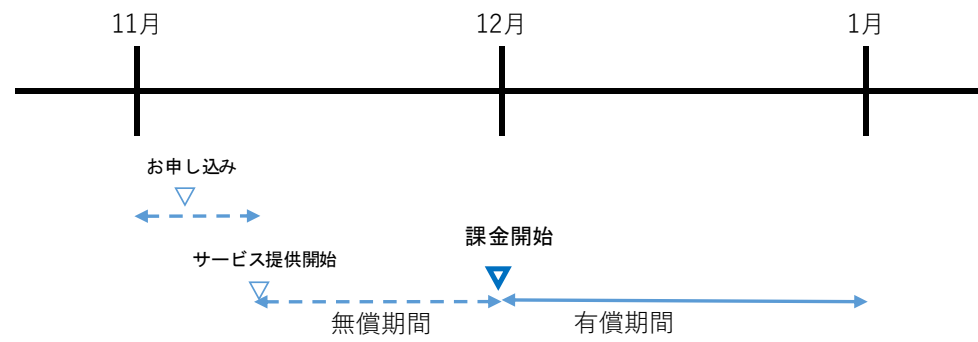 11月
12月
1月
お申し込み
サービス提供開始
課金開始
無償期間
有償期間